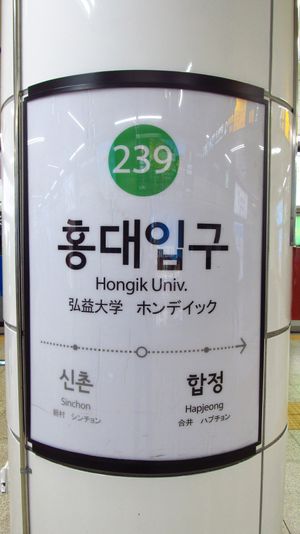 239
홍대입구
Hongik Univ.
弘益大学 ホンデイック
신촌 합정
Sinchon Hapjeong
新村 シンチョン 合井 ハプチョン